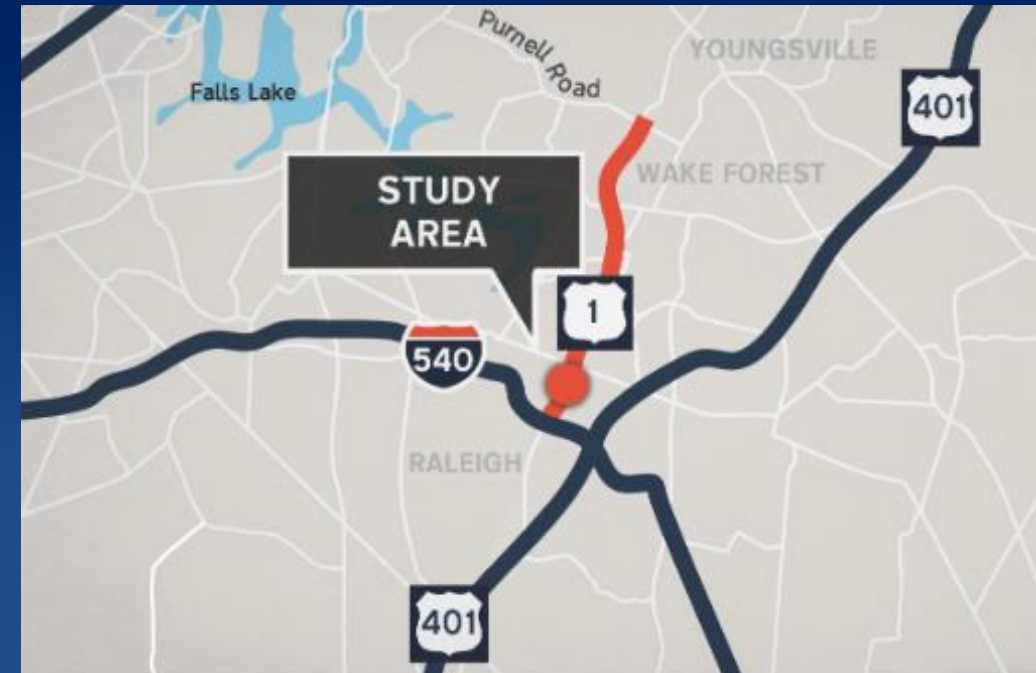 Purnell Road
YOUNGSVILLE
Falls Lake
401
WAKE FOREST
STUDY
AREA
1
540
RALEIGH
401